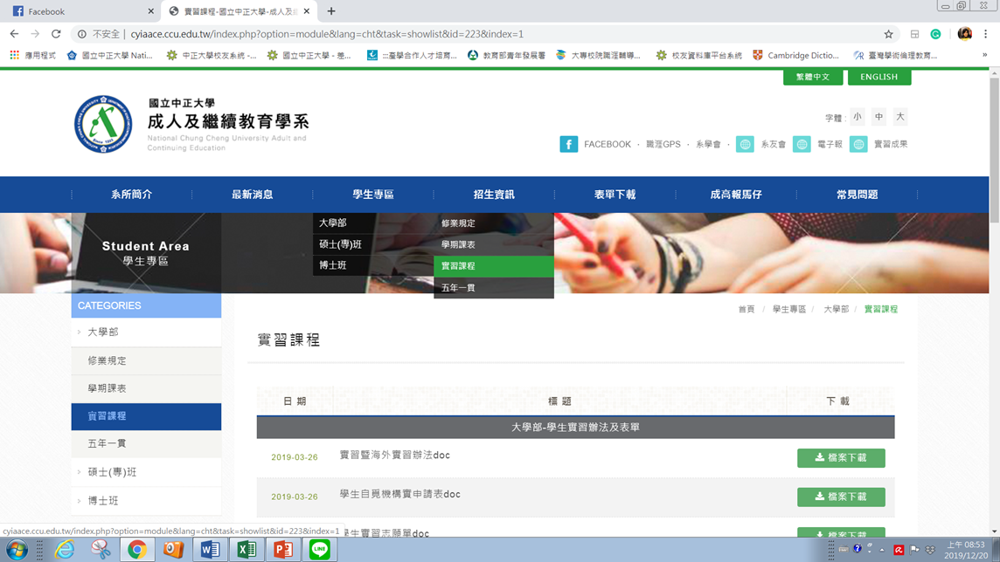 Facebook
實習課程-國立中正大學-成人及
不安全 | cyiaace.ccu.edu.tw/index.php?option=module&lang=cht&task=showlist&id=223&index=1
應用程式 國立中正大學 Nati... 中正大學校友系統 -... 國立中正大學 - 差... :::產學合作人才培育... 教育部青年發展署 大專校院職涯輔導... 校友資料庫平台系統 Cambridge Dictio... 臺灣學術倫理教育... »
繁體中文 ENGLISH
國立中正大學
成人及繼續教育學系
National Chung Cheng University Adult and
Continuing Education
字體 : 小 中 大
FACEBOOK · 職涯GPS · 系學會 · 系友會 電子報 實習成果
系所簡介 最新消息 學生專區 招生資訊 表單下載 成高報馬仔 常見問題
大學部 修業規定
碩士(專)班 學期課表
博士班 實習課程
五年一貫
Student Area
學生專區
CATEGORIES
首頁 / 學生專區 / 大學部 / 實習課程
大學部
修業規定
學期課表
實習課程
五年一貫
碩士(專)班
博士班
實習課程
日期 標題 下載
大學部-學生實習辦法及表單
2019-03-26 實習暨海外實習辦法doc 檔案下載
2019-03-26 學生自覓機構實申請表doc 檔案下載
學生實習志願單doc 檔案下載
cyiaace.ccu.edu.tw/index.php?option=module&lang=cht&task=showlist&id=223&index=1
LINE
上午 08:53
2019/12/20